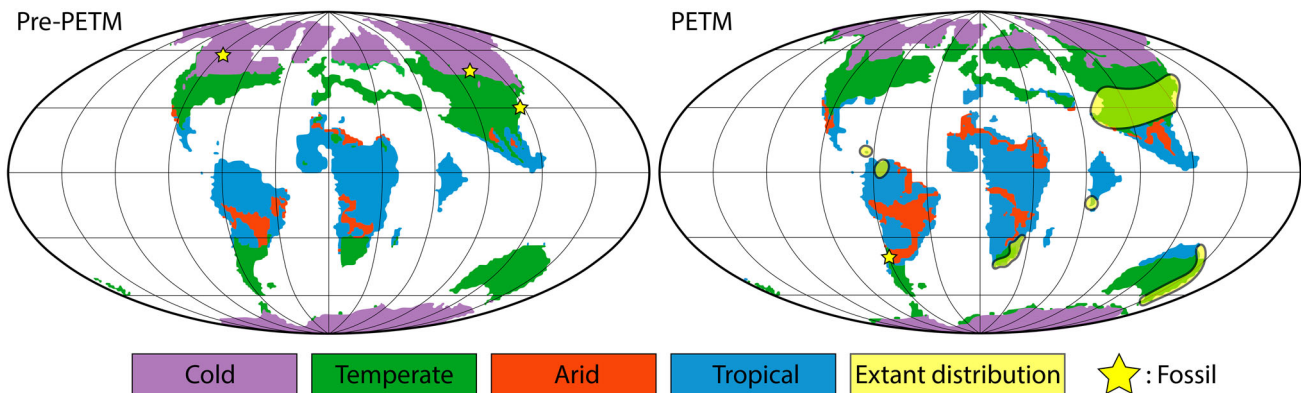 Pre-PETM
PETM
Cold
Temperate
Arid
Tropical
Extant distribution
: Fossil